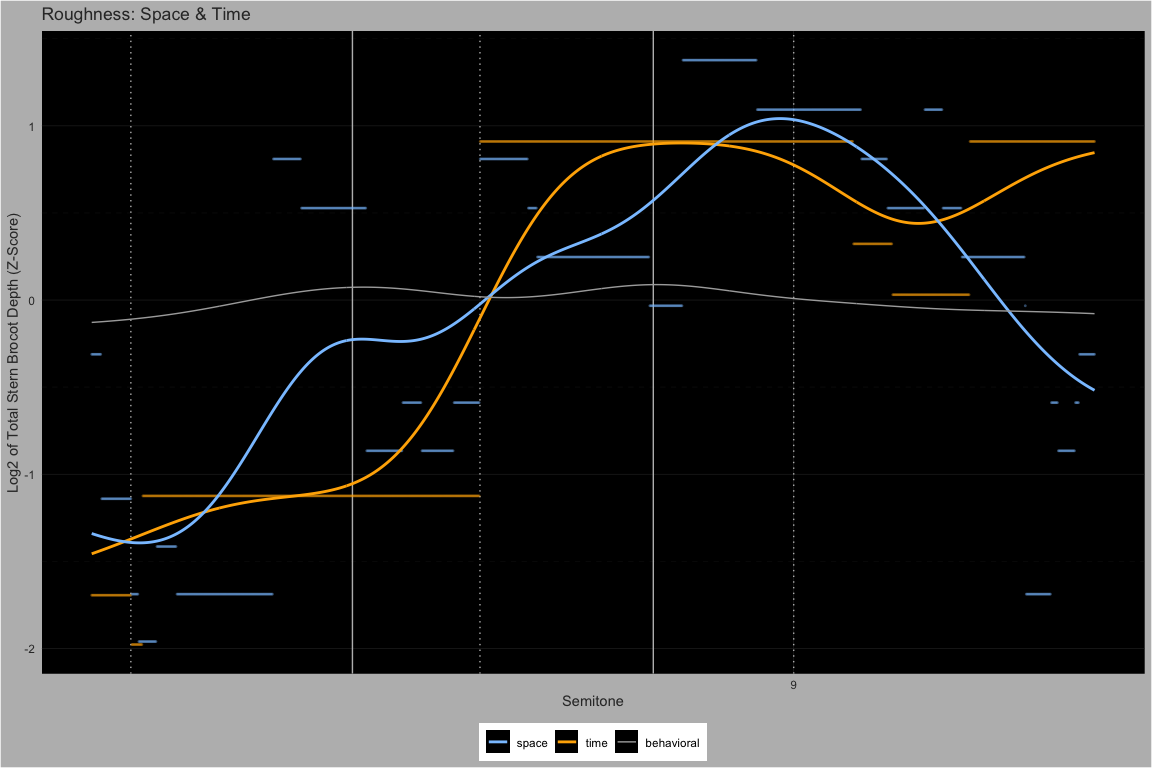 Roughness: Space & Time
Log2 of Total Stern Brocot Depth (Z-Score)
1
0
-1
-2
9
Semitone
space time behavioral